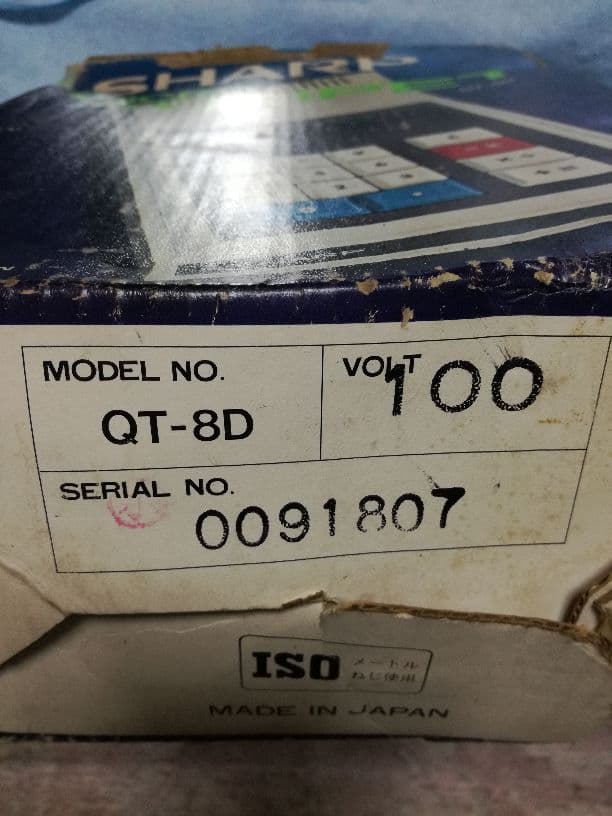 SHARP
MODEL NO.
QT-8D
VOLT
100
SERIAL NO.
0091807
ISO メートル
ねじ使用
MADE IN JAPAN